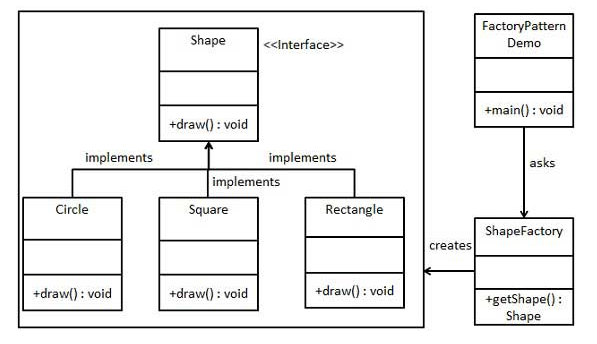 Shape
<<Interface>>
+draw() : void
implements
implements
implements
Circle
+draw() : void
Square
+draw() : void
Rectangle
+draw() : void
FactoryPattern
Demo
+main() : void
asks
creates
ShapeFactory
+getShape() :
Shape